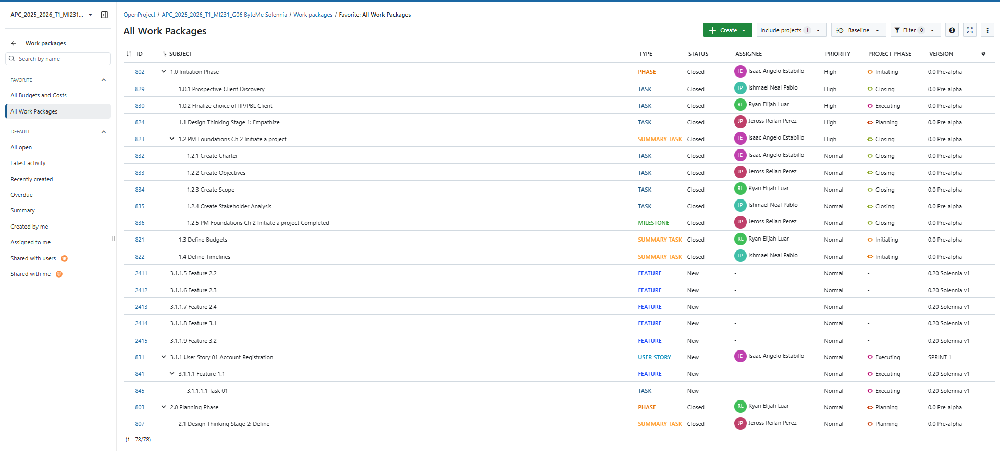 APC_2025_2026_T1_MI231...
OpenProject / APC_2025_2026_T1_MI231_G06 ByteMe Solennia / Work packages / Favorite: All Work Packages
All Work Packages
Create
Include projects 1
Baseline
Filter 0
Work packages
Search by name
FAVORITE
All Budgets and Costs
All Work Packages
DEFAULT
All open
Latest activity
Recently created
Overdue
Summary
Created by me
Assigned to me
Shared with users
Shared with me
ID SUBJECT TYPE STATUS ASSIGNEE PRIORITY PROJECT PHASE VERSION
802 1.0 Initiation Phase PHASE Closed IE Isaac Angelo Estabillo High Initiating 0.0 Pre-alpha
829 1.0.1 Prospective Client Discovery TASK Closed IP Ishmael Neal Pablo High Closing 0.0 Pre-alpha
830 1.0.2 FInalize choice of IIP/PBL Client TASK Closed RL Ryan Elijah Luar High Executing 0.0 Pre-alpha
824 1.1 Design Thinking Stage 1: Empathize TASK Closed JP Jeross Reilan Perez High Planning 0.0 Pre-alpha
823 1.2 PM Foundations Ch 2 Initiate a project SUMMARY TASK Closed IE Isaac Angelo Estabillo High Closing 0.0 Pre-alpha
832 1.2.1 Create Charter TASK Closed IE Isaac Angelo Estabillo Normal Closing 0.0 Pre-alpha
833 1.2.2 Create Objectives TASK Closed JP Jeross Reilan Perez Normal Closing 0.0 Pre-alpha
834 1.2.3 Create Scope TASK Closed RL Ryan Elijah Luar Normal Closing 0.0 Pre-alpha
835 1.2.4 Create Stakeholder Analysis TASK Closed IP Ishmael Neal Pablo Normal Closing 0.0 Pre-alpha
836 1.2.5 PM Foundations Ch 2 Initiate a project Completed MILESTONE Closed JP Jeross Reilan Perez Normal Closing 0.0 Pre-alpha
821 1.3 Define Budgets SUMMARY TASK Closed RL Ryan Elijah Luar Normal Initiating 0.0 Pre-alpha
822 1.4 Define Timelines SUMMARY TASK Closed IP Ishmael Neal Pablo Normal Initiating 0.0 Pre-alpha
2411 3.1.1.5 Feature 2.2 FEATURE New - Normal - 0.20 Solennia v1
2412 3.1.1.6 Feature 2.3 FEATURE New - Normal - 0.20 Solennia v1
2413 3.1.1.7 Feature 2.4 FEATURE New - Normal - 0.20 Solennia v1
2414 3.1.1.8 Feature 3.1 FEATURE New - Normal - 0.20 Solennia v1
2415 3.1.1.9 Feature 3.2 FEATURE New - Normal - 0.20 Solennia v1
831 3.1.1 User Story 01 Account Registration USER STORY New IE Isaac Angelo Estabillo Normal Executing SPRINT 1
841 3.1.1.1 Feature 1.1 FEATURE New - Normal Executing 0.20 Solennia v1
845 3.1.1.1.1 Task 01 TASK New - Normal Executing 0.20 Solennia v1
803 2.0 Planning Phase PHASE Closed RL Ryan Elijah Luar Normal Planning 0.0 Pre-alpha
807 2.1 Design Thinking Stage 2: Define SUMMARY TASK Closed JP Jeross Reilan Perez Normal Planning 0.0 Pre-alpha
(1 - 78/78)